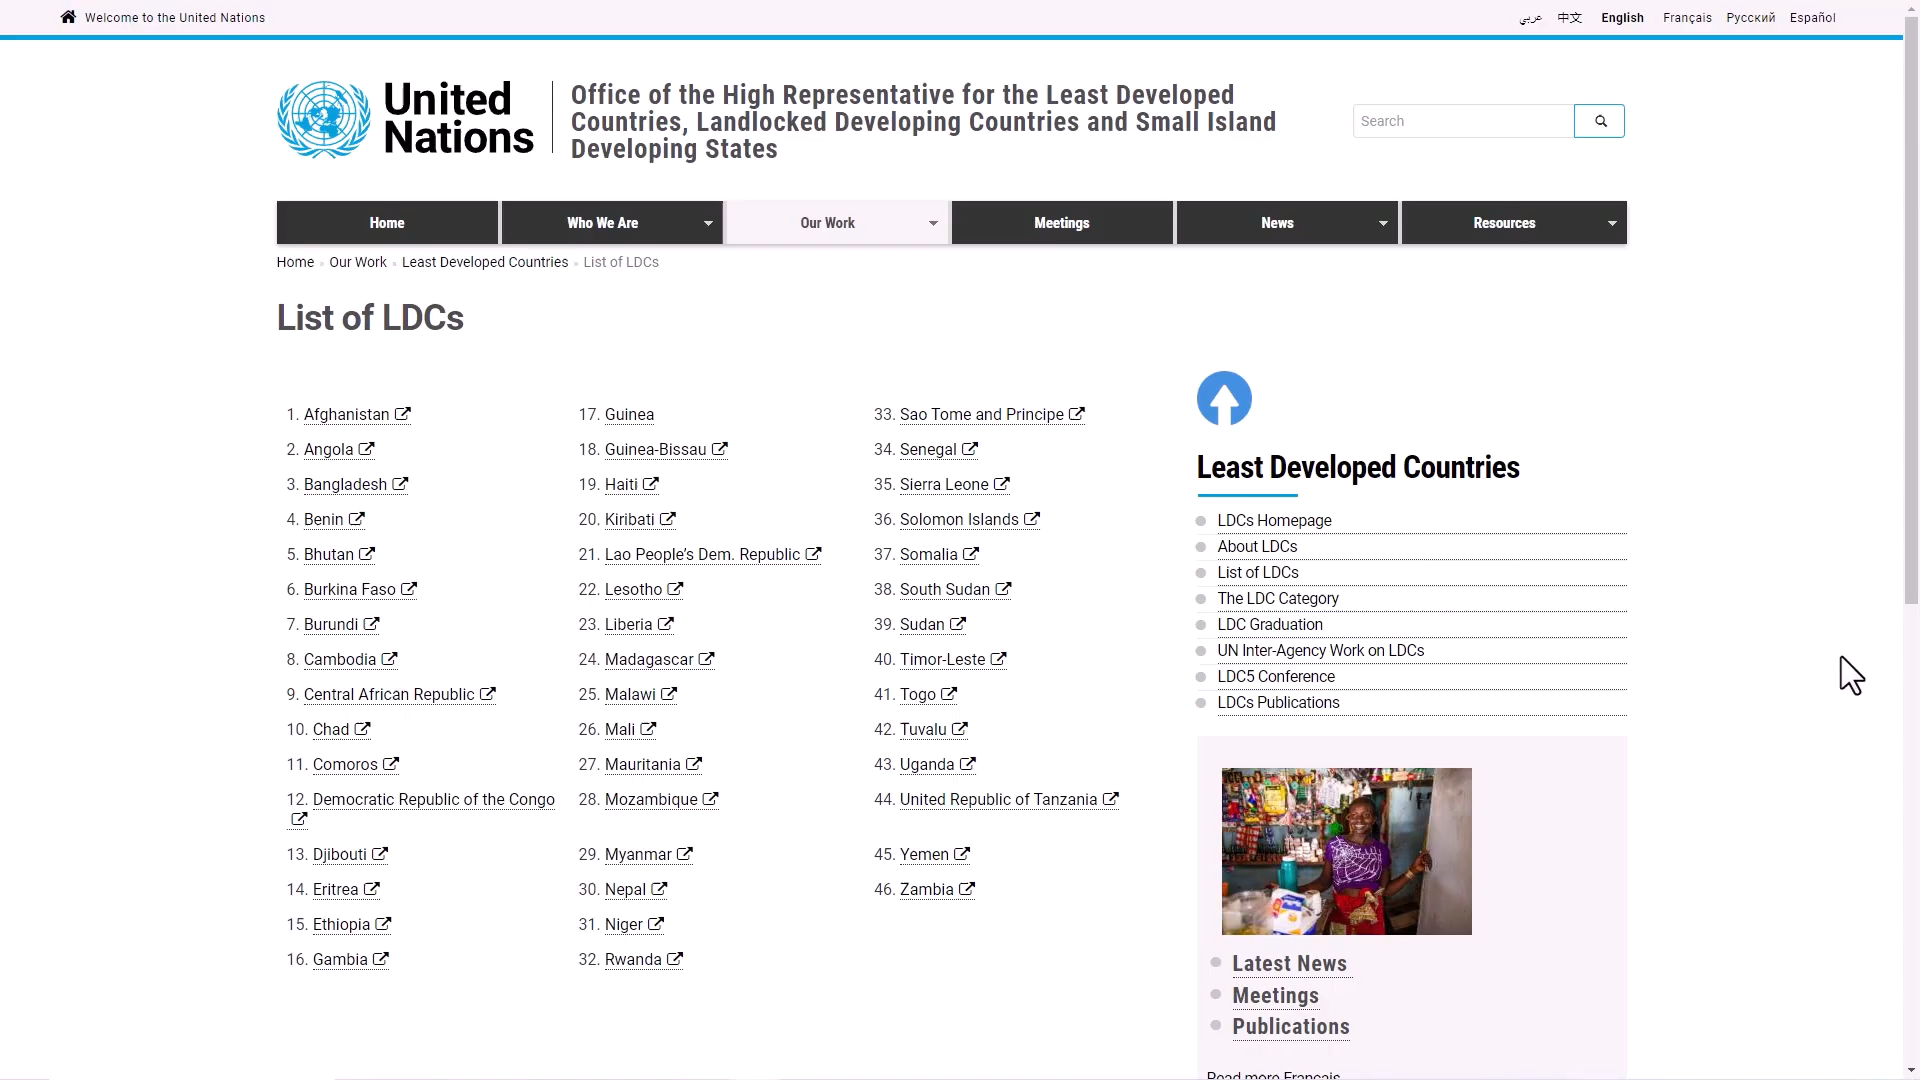 Welcome to the United Nations
عربي 中文 English Français Русский Español
United
Nations
Office of the High Representative for the Least Developed
Countries, Landlocked Developing Countries and Small Island
Developing States
Search
Home Who We Are Our Work Meetings News Resources
Home Our Work Least Developed Countries List of LDCs
List of LDCs
1. Afghanistan
2. Angola
3. Bangladesh
4. Benin
5. Bhutan
6. Burkina Faso
7. Burundi
8. Cambodia
9. Central African Republic
10. Chad
11. Comoros
12. Democratic Republic of the Congo
13. Djibouti
14. Eritrea
15. Ethiopia
16. Gambia
17. Guinea
18. Guinea-Bissau
19. Haiti
20. Kiribati
21. Lao People’s Dem. Republic
22. Lesotho
23. Liberia
24. Madagascar
25. Malawi
26. Mali
27. Mauritania
28. Mozambique
29. Myanmar
30. Nepal
31. Niger
32. Rwanda
33. Sao Tome and Principe
34. Senegal
35. Sierra Leone
36. Solomon Islands
37. Somalia
38. South Sudan
39. Sudan
40. Timor-Leste
41. Togo
42. Tuvalu
43. Uganda
44. United Republic of Tanzania
45. Yemen
46. Zambia
Least Developed Countries
LDCs Homepage
About LDCs
List of LDCs
The LDC Category
LDC Graduation
UN Inter-Agency Work on LDCs
LDC5 Conference
LDCs Publications
Latest News
Meetings
Publications
Read more Français